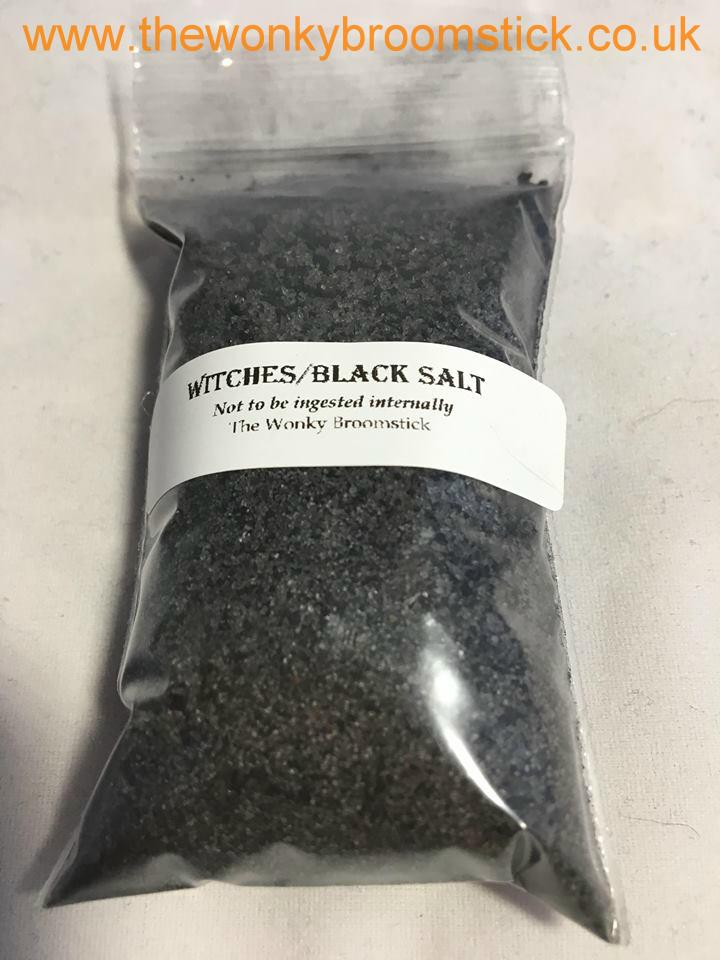 www.thewonkybroomstick.co.uk
WITCHES/BLACK SALT
Not to be ingested internally
The Wonky Broomstick